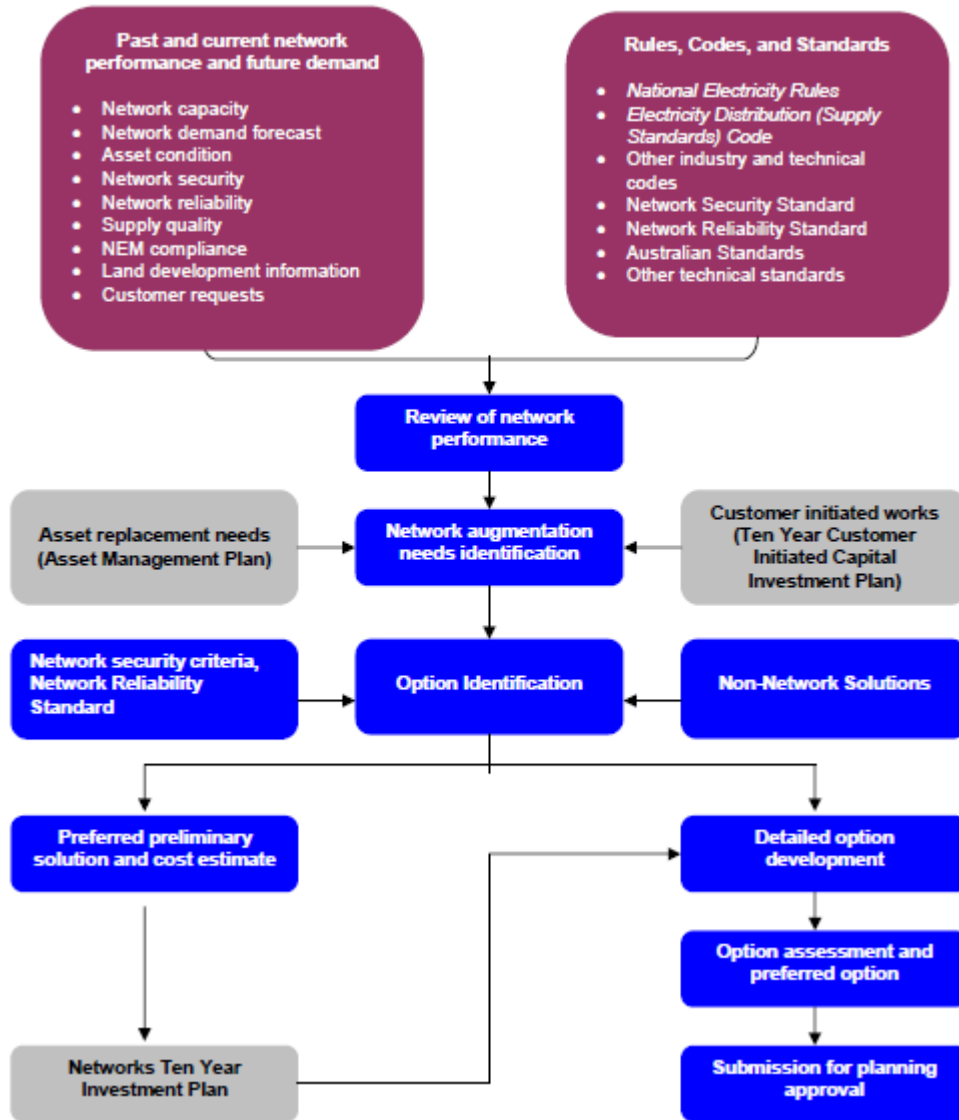 Past and current network
performance and future demand
• Network capacity
• Network demand forecast
• Asset condition
• Network security
• Network reliability
• Supply quality
• NEM compliance
• Land development information
• Customer requests
Rules, Codes, and Standards
• National Electricity Rules
• Electricity Distribution (Supply
Standards) Code
• Other industry and technical
codes
• Network Security Standard
• Network Reliability Standard
• Australian Standards
• Other technical standards
Review of network
performance
Asset replacement needs
(Asset Management Plan)
Network augmentation
needs identification
Customer initiated works
(Ten Year Customer
Initiated Capital
Investment Plan)
Network security criteria,
Network Reliability
Standard
Option Identification
Non-Network Solutions
Preferred preliminary
solution and cost estimate
Detailed option
development
Option assessment and
preferred option
Networks Ten Year
Investment Plan
Submission for planning
approval